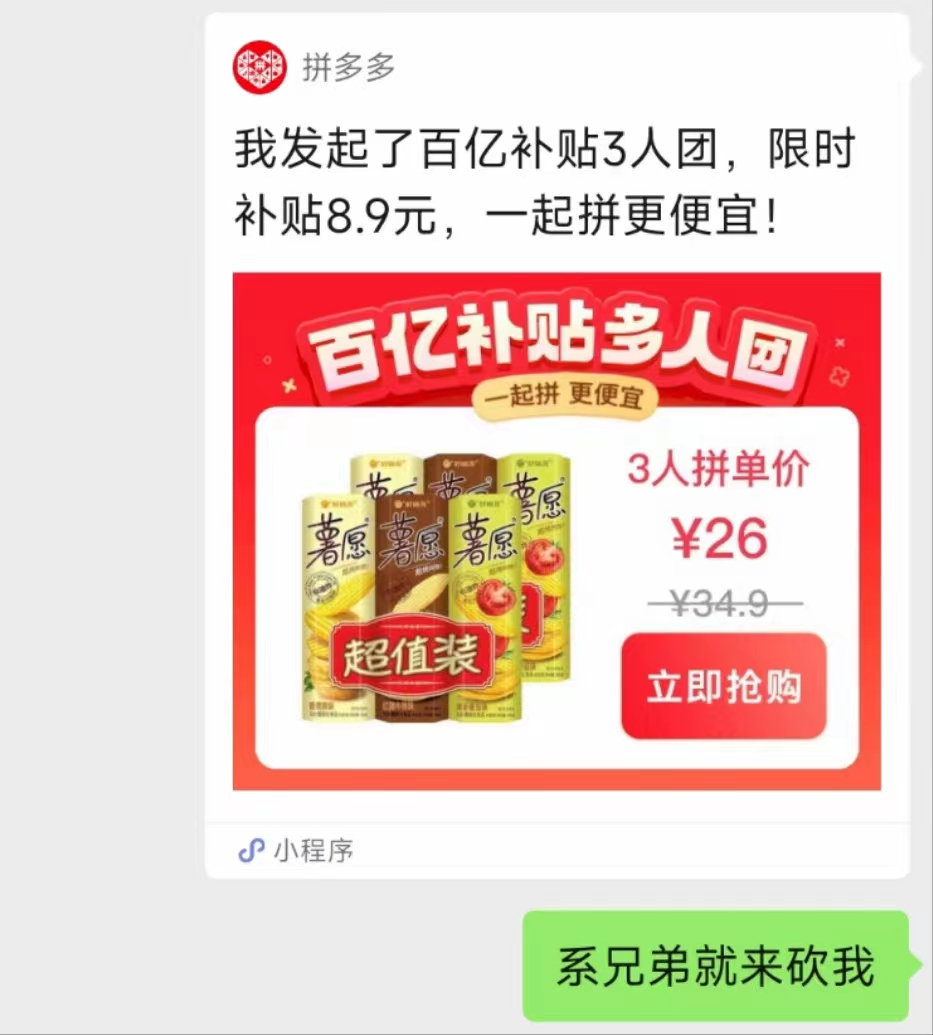 拼多多
我发起了百亿补贴3人团，限时
补贴8.9元，一起拼更便宜！
百亿补贴多人团
一起拼 更便宜
3人拼单价
¥26
¥34.9
立即抢购
薯愿 薯愿 薯愿
薯愿 薯愿 薯愿
超值装
小程序
系兄弟就来砍我